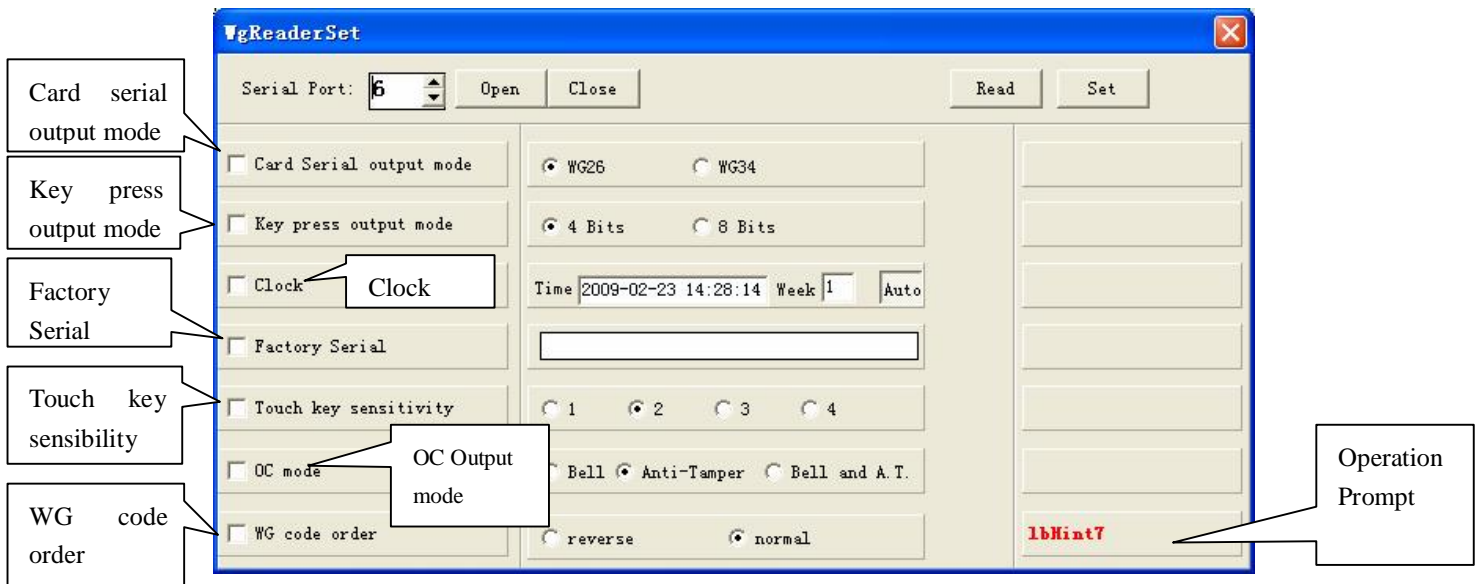 WgReaderSet
Serial Port: 6 Open Close Read Set
Card serial
output mode
Card Serial output mode WG26 WG34
Key press
output mode
Key press output mode 4 Bits 8 Bits
Clock Clock Time 2009-02-23 14:28:14 Week 1 Auto
Factory
Serial
Factory Serial
Touch key
sensibility
Touch key sensitivity 1 2 3 4
OC mode
OC Output
mode
Bell Anti-Tamper Bell and A.T.
Operation
Prompt
WG code
order
WG code order reverse normal lbHint7